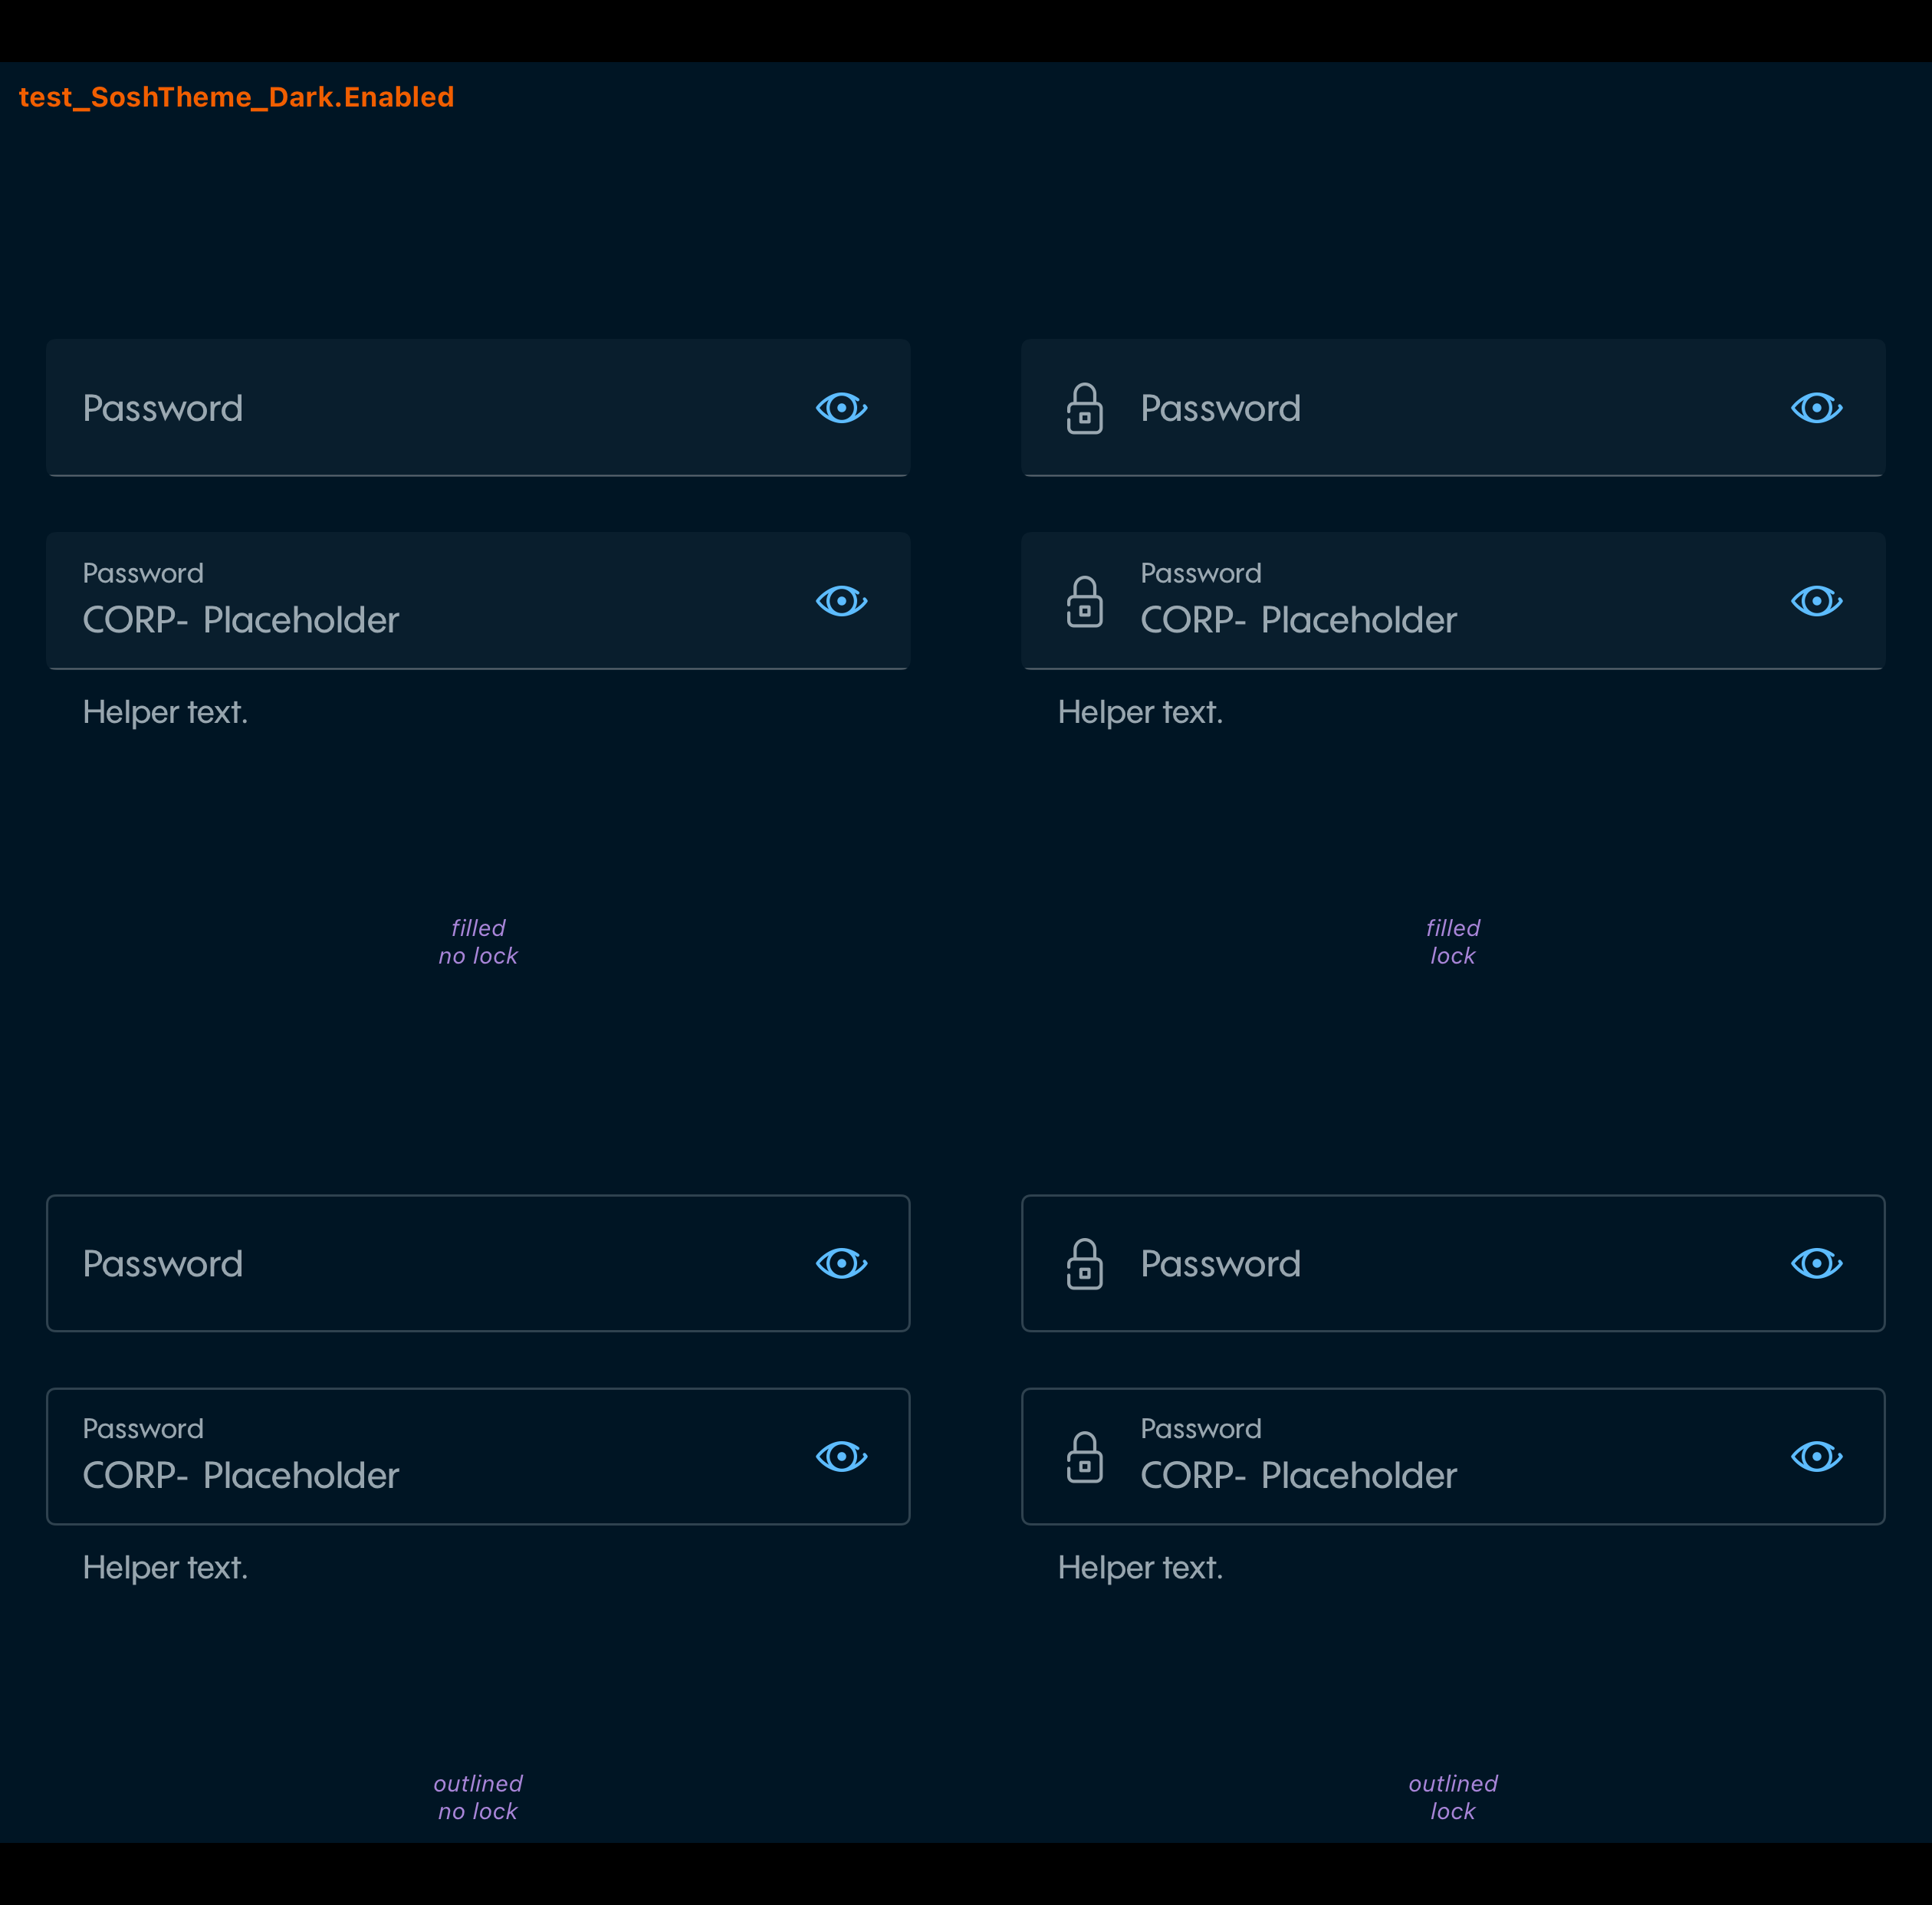 test_SoshTheme_Dark.Enabled
Password
Password
CORP- Placeholder
Helper text.
filled
no lock
Password
Password
CORP- Placeholder
Helper text.
filled
lock
Password
Password
CORP- Placeholder
Helper text.
outlined
no lock
Password
Password
CORP- Placeholder
Helper text.
outlined
lock